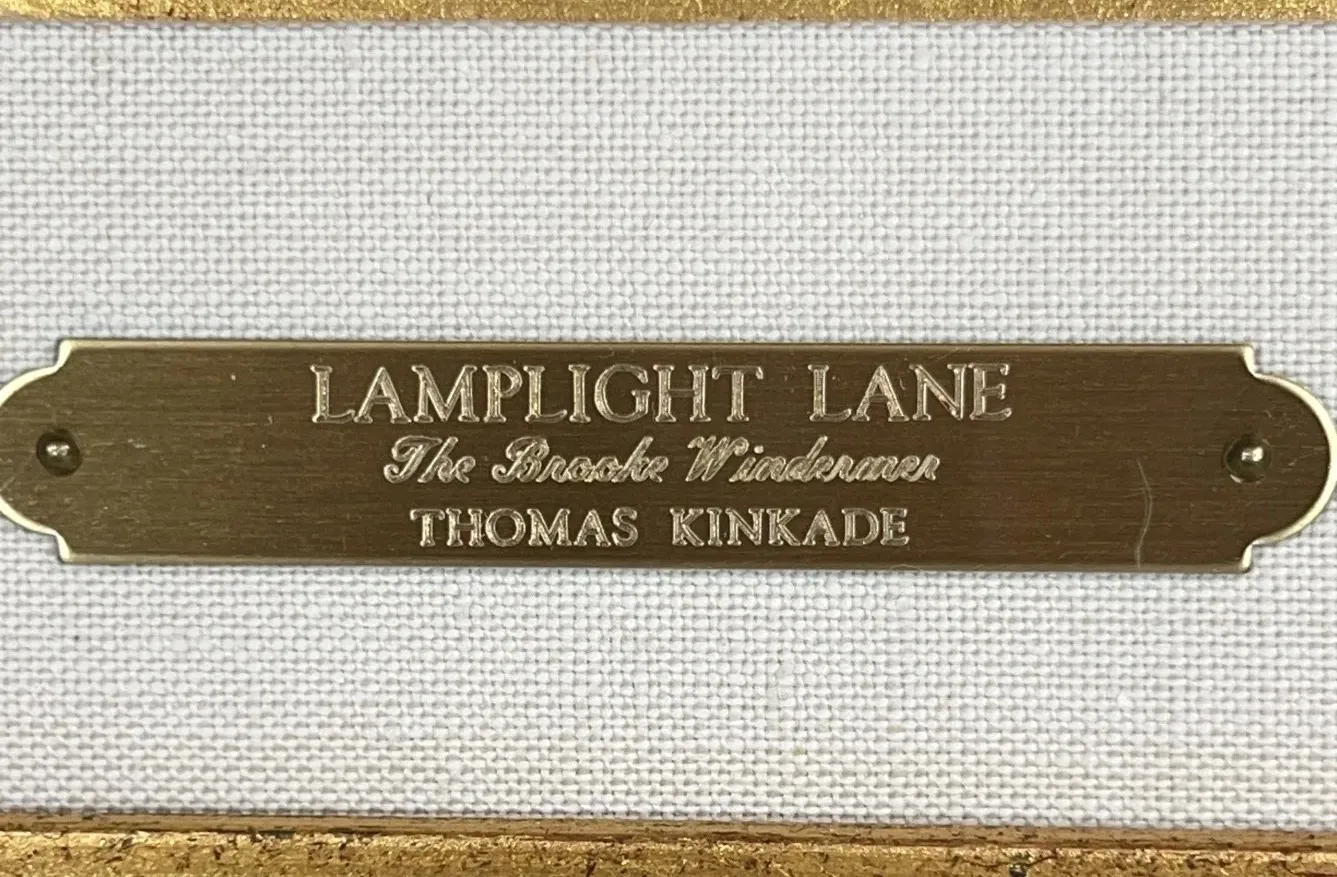 LAMPLIGHT LANE
The Brooke Windermer
THOMAS KINKADE